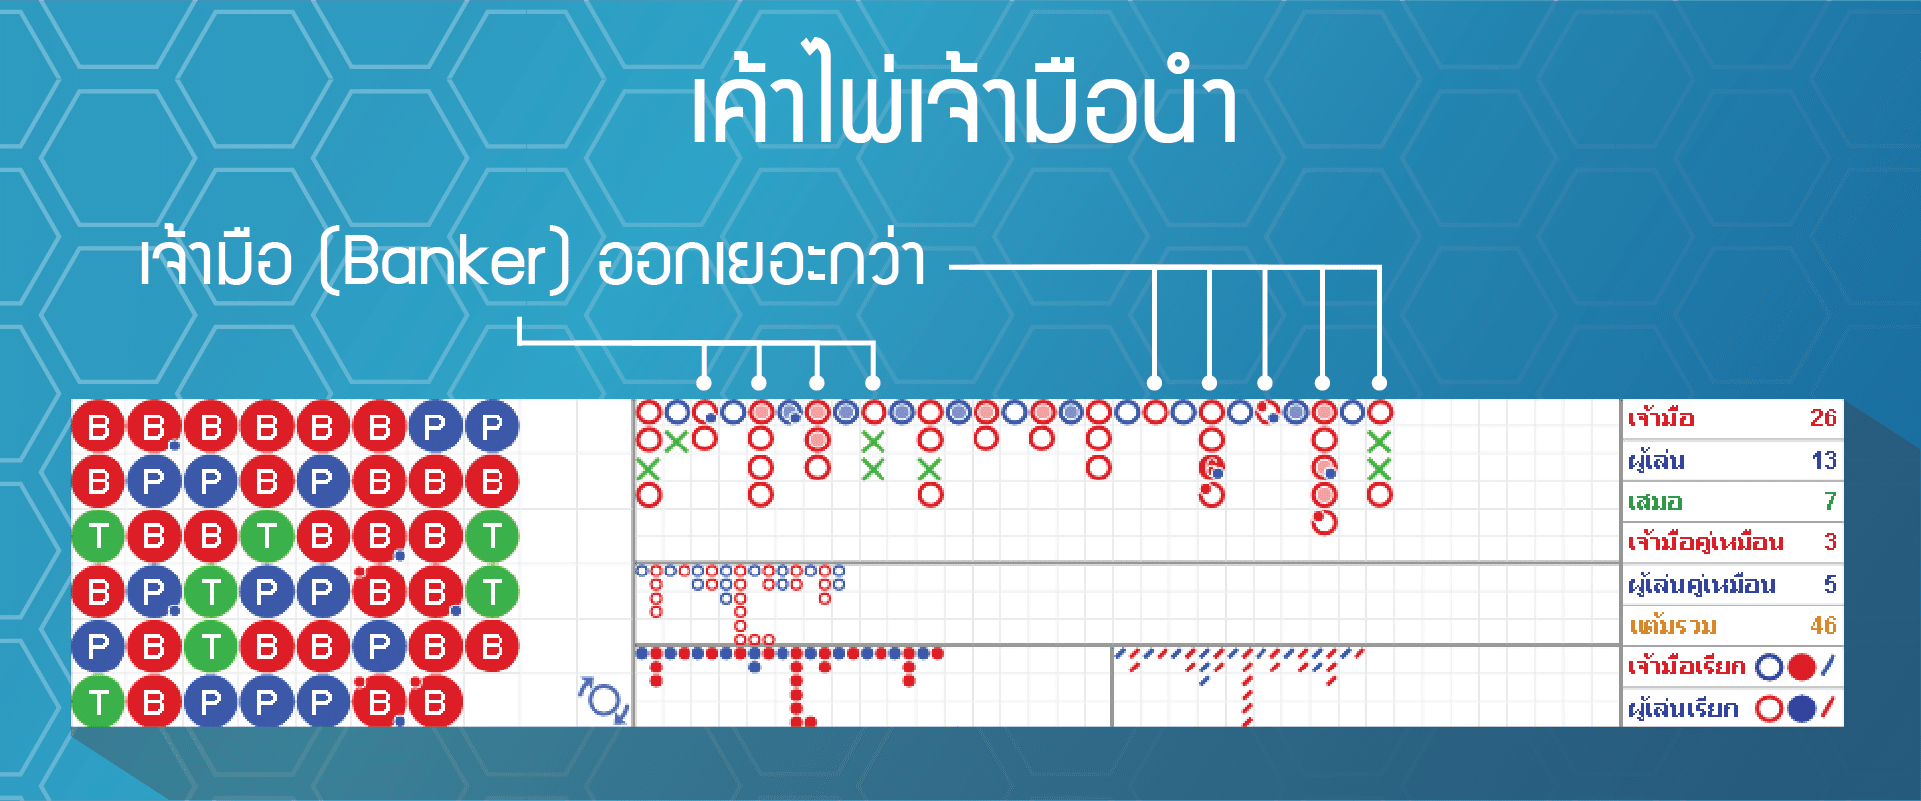 เค้าไพ่เจ้ามือนำ
เจ้ามือ (Banker) ออกเยอะกว่า
B B B B B B P P
B P P B P B B B
T B B T B B B T
B P T P P B B T
P B T B B P B B
T B P P P B B
เจ้ามือ 26
ผู้เล่น 13
เสมอ 7
เจ้ามือคู่เหมือน 3
ผู้เล่นคู่เหมือน 5
แต้มรวม 46
เจ้ามือเรียก
ผู้เล่นเรียก